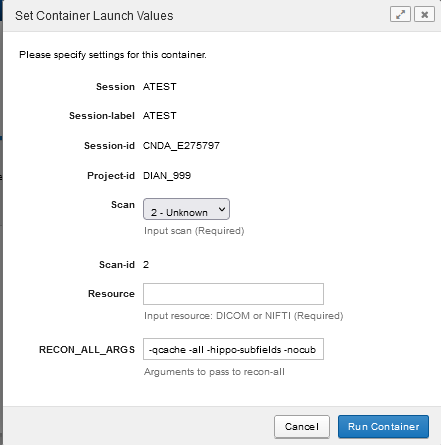 Set Container Launch Values
Please specify settings for this container.
Session ATEST
Session-label ATEST
Session-id CNDA_E275797
Project-id DIAN_999
Scan 2 - Unknown
Input scan (Required)
Scan-id 2
Resource
Input resource: DICOM or NIFTI (Required)
RECON_ALL_ARGS -qcache -all -hippo-subfields -nocub
Arguments to pass to recon-all
Cancel Run Container